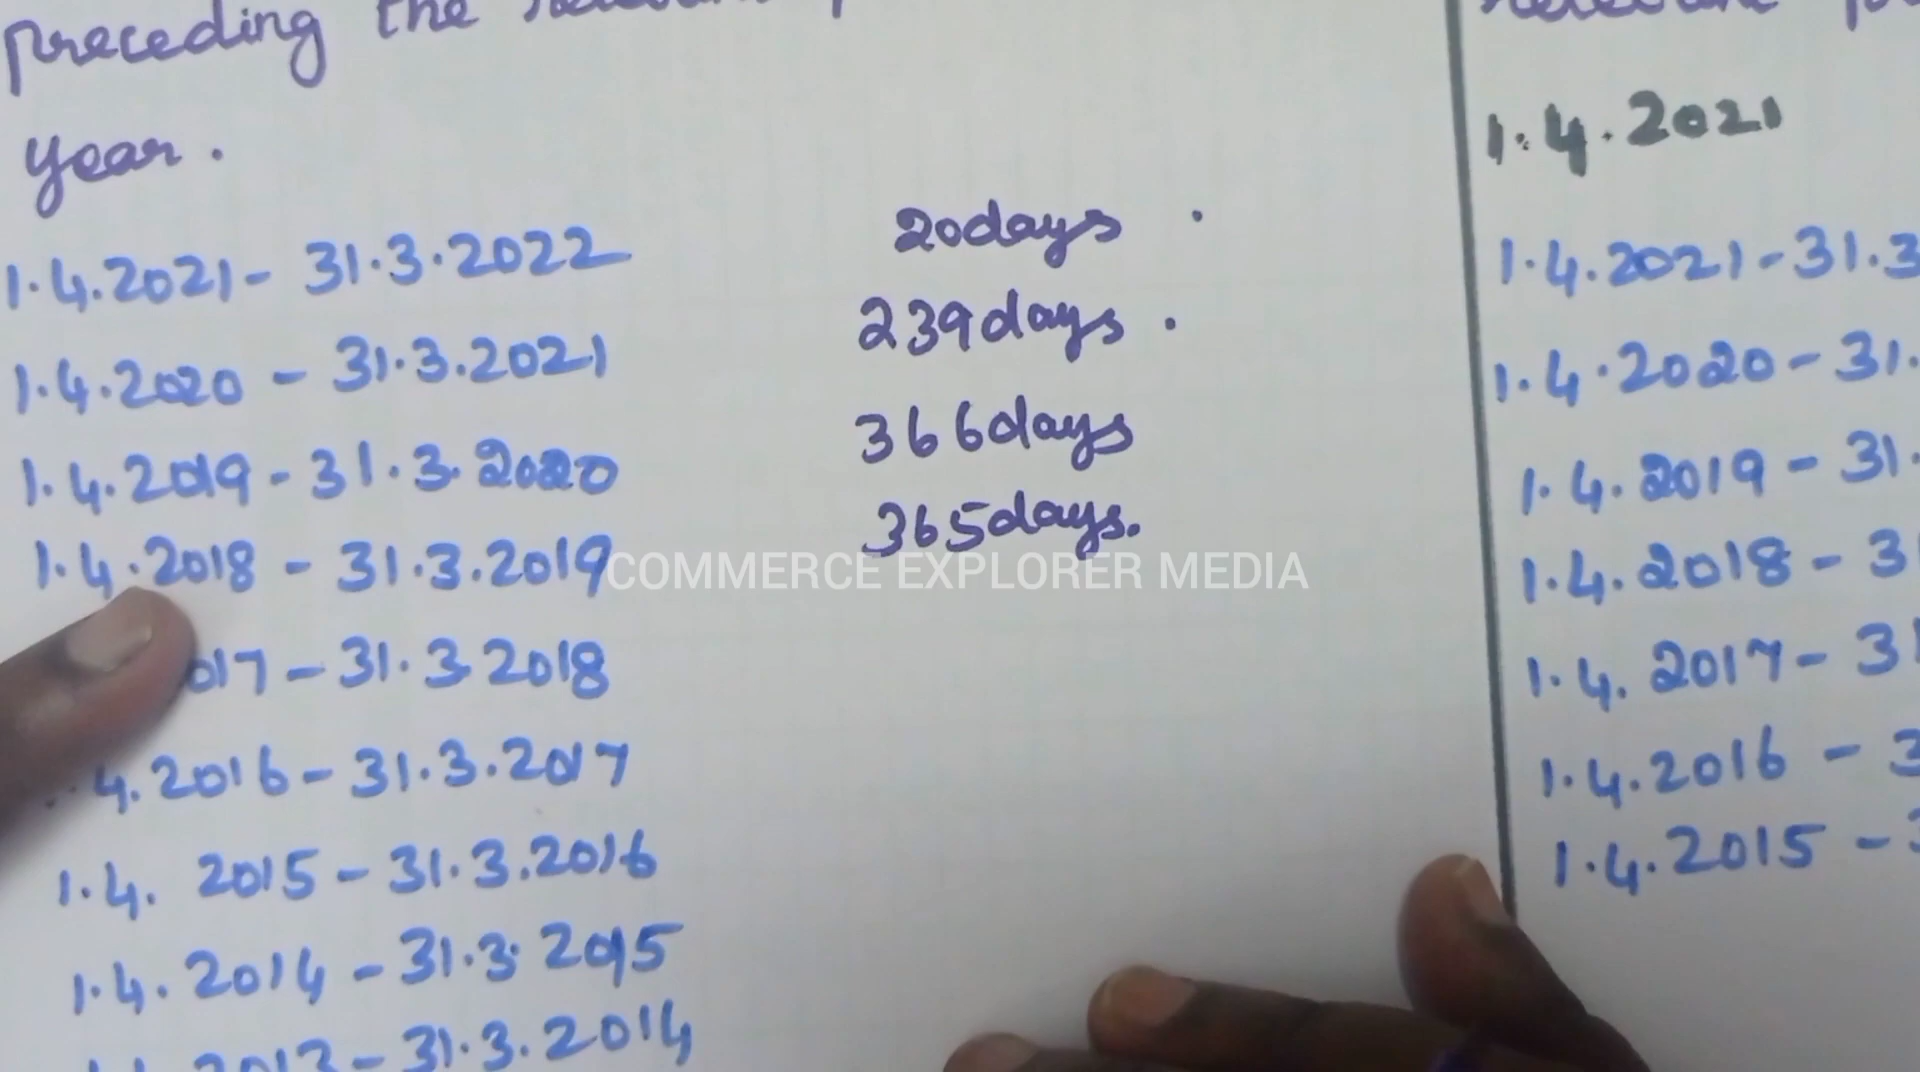 preceding the
year.
1.4.2021 - 31.3.2022 20days
1.4.2020 - 31.3.2021 239days
1.4.2019 - 31.3.2020 366days
1.4.2018 - 31.3.2019 365days.
017 - 31.3 2018
4.2016 - 31.3.2017
1.4. 2015 - 31.3.2016
1.4. 2014 - 31.3. 2015
2013 - 31.3.2014
1.4.2021
1.4.2021 - 31.3
1.4.2020 - 31.
1.4.2019 - 31.
1.4.2018 - 3
1.4. 2017 - 3
1.4.2016 - 3
1.4.2015 - 3
COMMERCE EXPLORER MEDIA